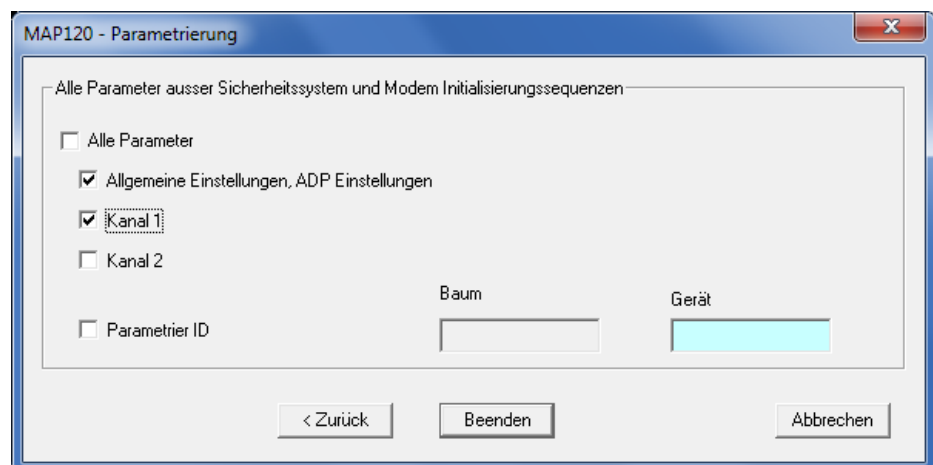 MAP120 - Parametrierung
Alle Parameter ausser Sicherheitssystem und Modem Initialisierungssequenzen
Alle Parameter
Allgemeine Einstellungen, ADP Einstellungen
Kanal 1
Kanal 2
Baum
Gerät
Parametrier ID
< Zurück
Beenden
Abbrechen